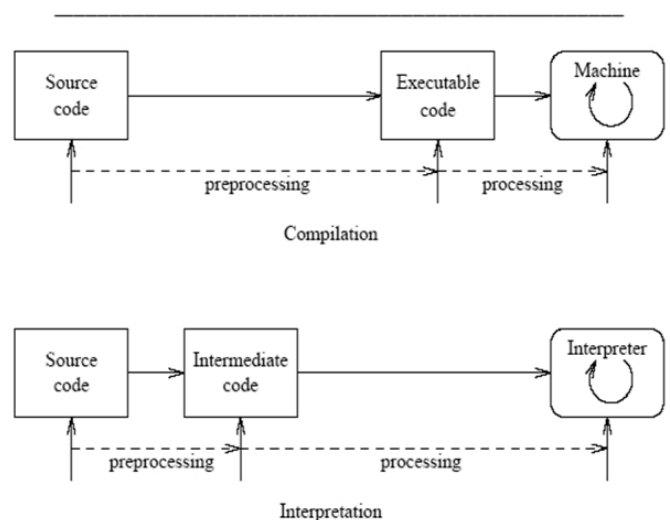 Source
code
Executable
code
Machine
preprocessing
processing
Compilation
Source
code
Intermediate
code
Interpreter
preprocessing
processing
Interpretation